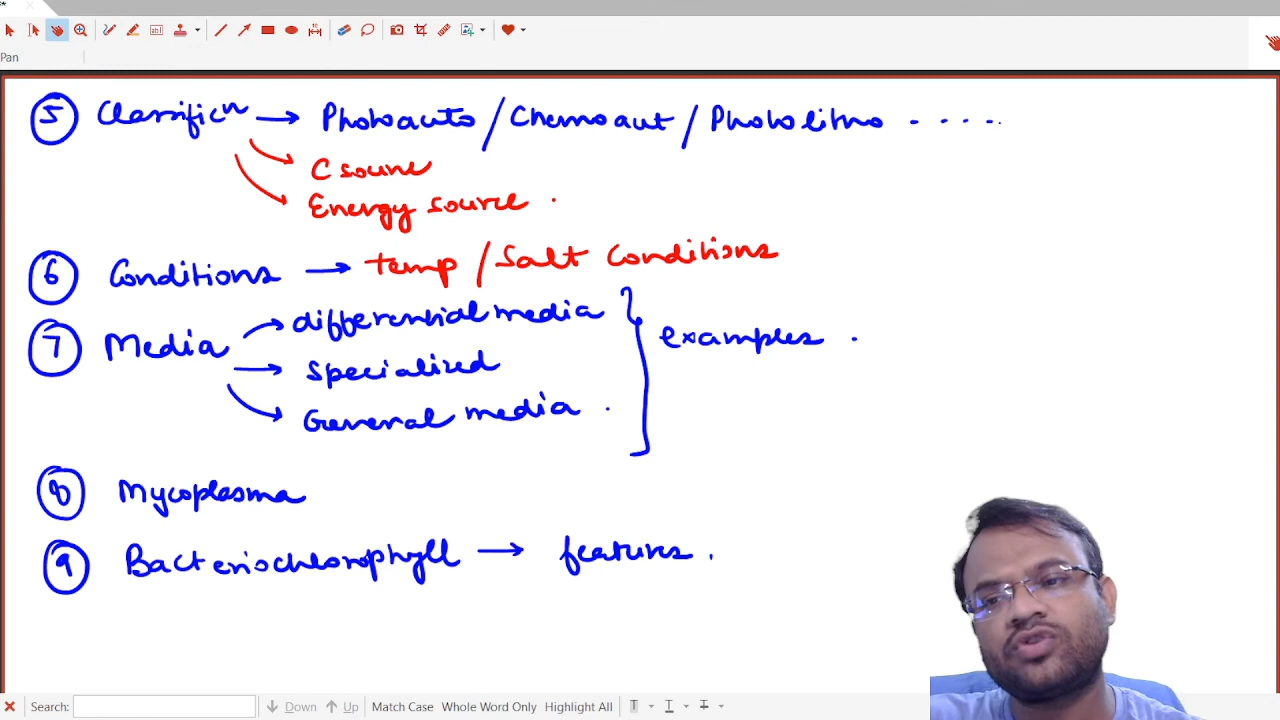 Pan
5 Classificn → Photoauto / Chemoaut / Photolitho - - - - -
C source
Energy source .
6 Conditions → temp / Salt conditions
7 Media differential media
specialized
General media .
examples .
8 Mycoplasma
9 Bacteriochlorophyll → features .
Search: Down Up Match Case Whole Word Only Highlight All